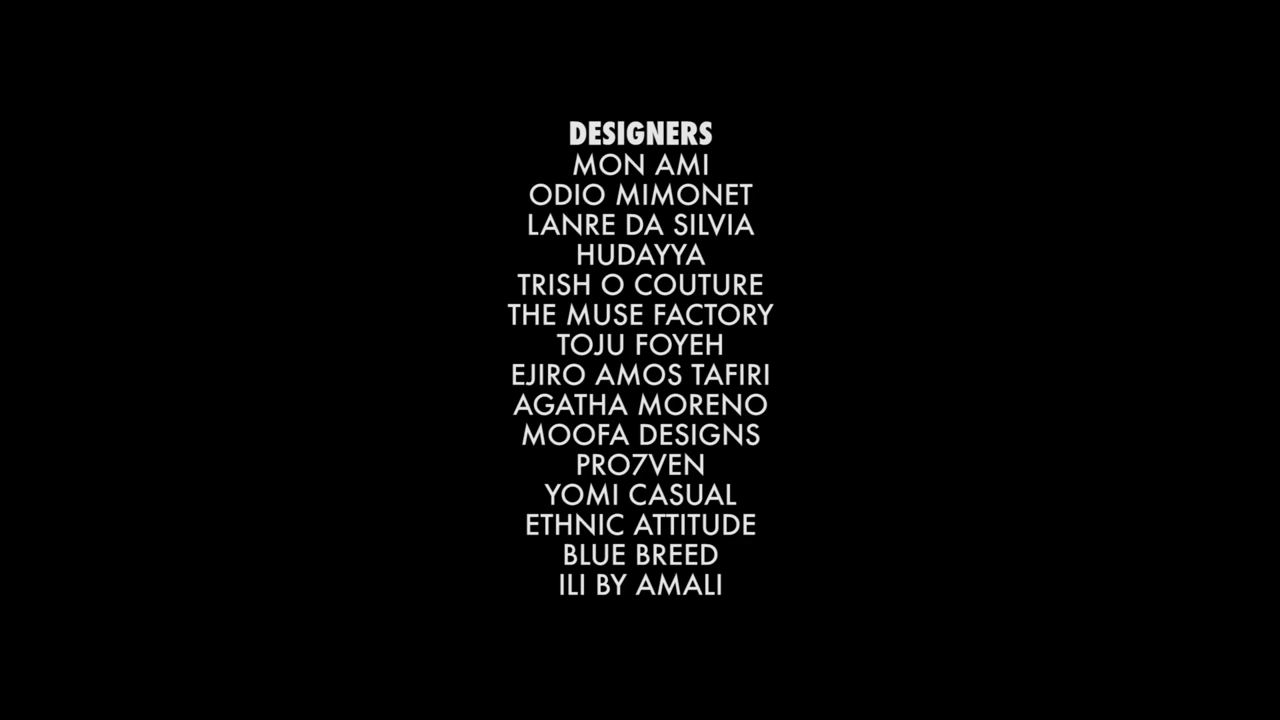 DESIGNERS
MON AMI
ODIO MIMONET
LANRE DA SILVIA
HUDAYYA
TRISH O COUTURE
THE MUSE FACTORY
TOJU FOYEH
EJIRO AMOS TAFIRI
AGATHA MORENO
MOOFA DESIGNS
PRO7VEN
YOMI CASUAL
ETHNIC ATTITUDE
BLUE BREED
ILI BY AMALI